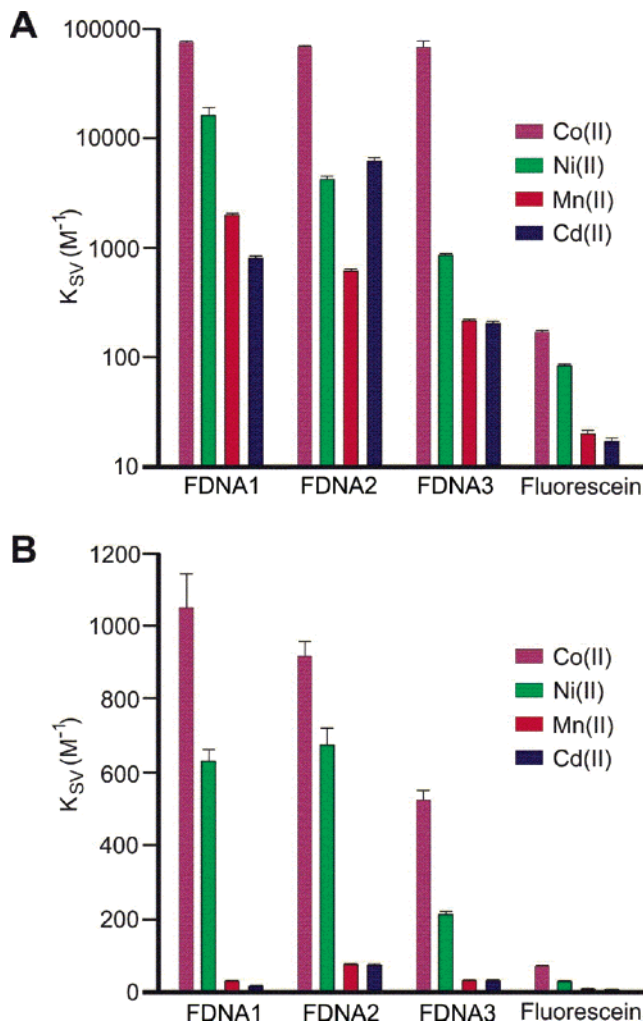 A
K_SV (M⁻¹)
100000
10000
1000
100
10
Co(II)
Ni(II)
Mn(II)
Cd(II)
FDNA1 FDNA2 FDNA3 Fluorescein
B
K_SV (M⁻¹)
1200
1000
800
600
400
200
0
Co(II)
Ni(II)
Mn(II)
Cd(II)
FDNA1 FDNA2 FDNA3 Fluorescein